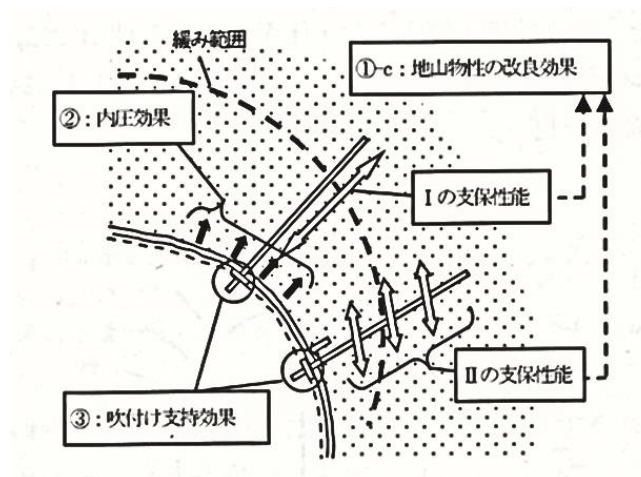 緩み範囲
①-c：地山物性の改良効果
②：内圧効果
Ⅰの支保性能
Ⅱの支保性能
③：吹付け支持効果